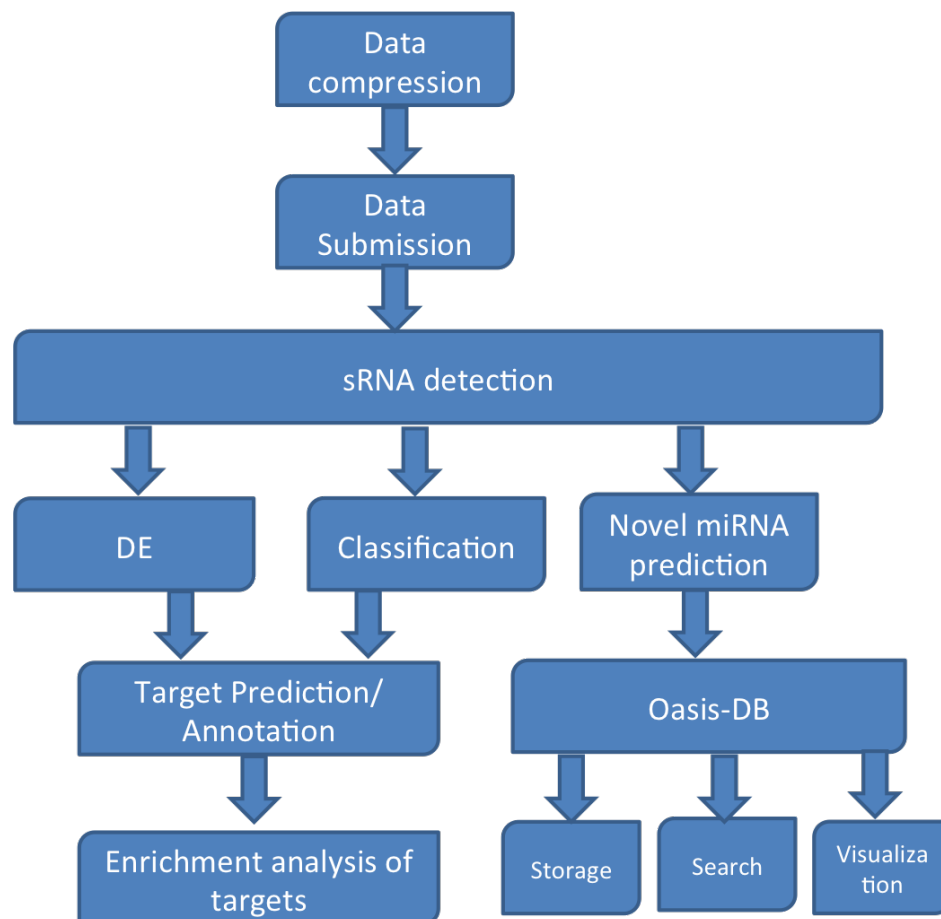 Data
compression
Data
Submission
sRNA detection
DE
Classification
Novel miRNA
prediction
Target Prediction/
Annotation
Oasis-DB
Enrichment analysis of
targets
Storage
Search
Visualiza
tion